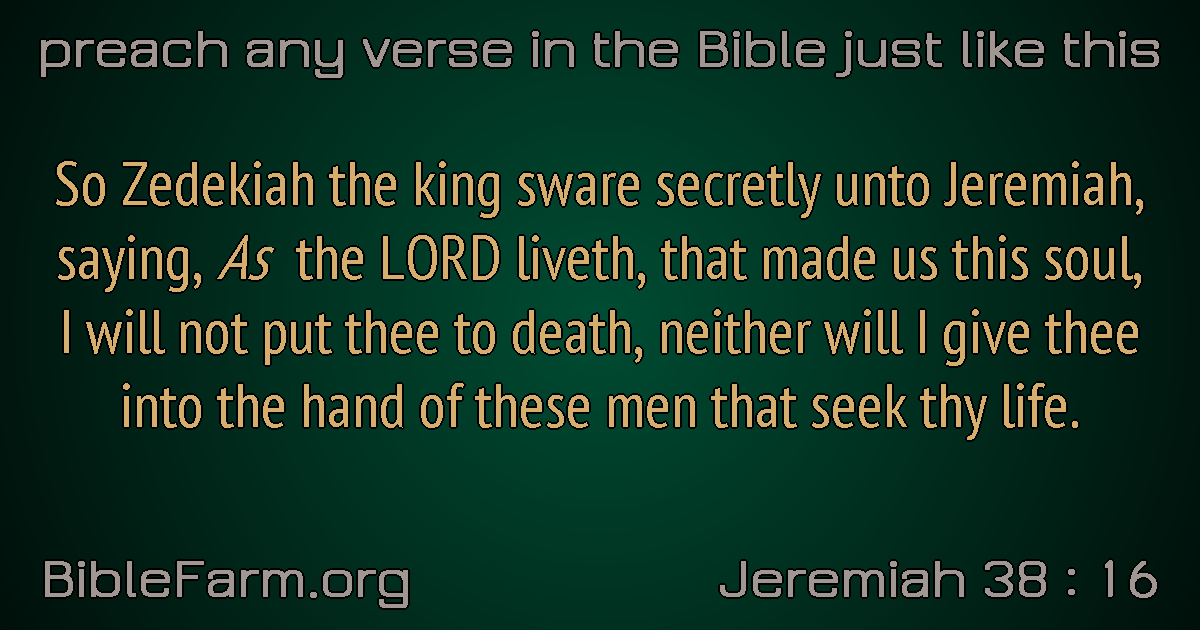 preach any verse in the Bible just like this
So Zedekiah the king sware secretly unto Jeremiah,
saying, As the LORD liveth, that made us this soul,
I will not put thee to death, neither will I give thee
into the hand of these men that seek thy life.
BibleFarm.org
Jeremiah 38 : 16